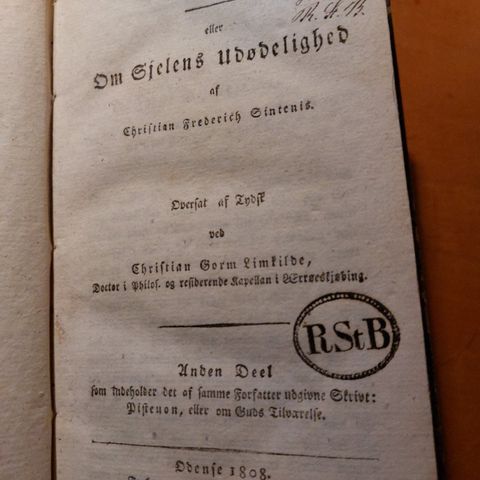 R. St. B.
eller
Om Sjelens Udødelighed
af
Christian Frederich Sintenis.
Oversat af Tydsk
ved
Christian Gorm Limkilde,
Doctor i Philos. og residerende Kapellan i Ærrøeskjøbing.
RStB
Anden Deel
som indeholder det af samme Forfatter udgivne Skrivt:
Pisteuon, eller om Guds Tilværelse.
Odense 1808.